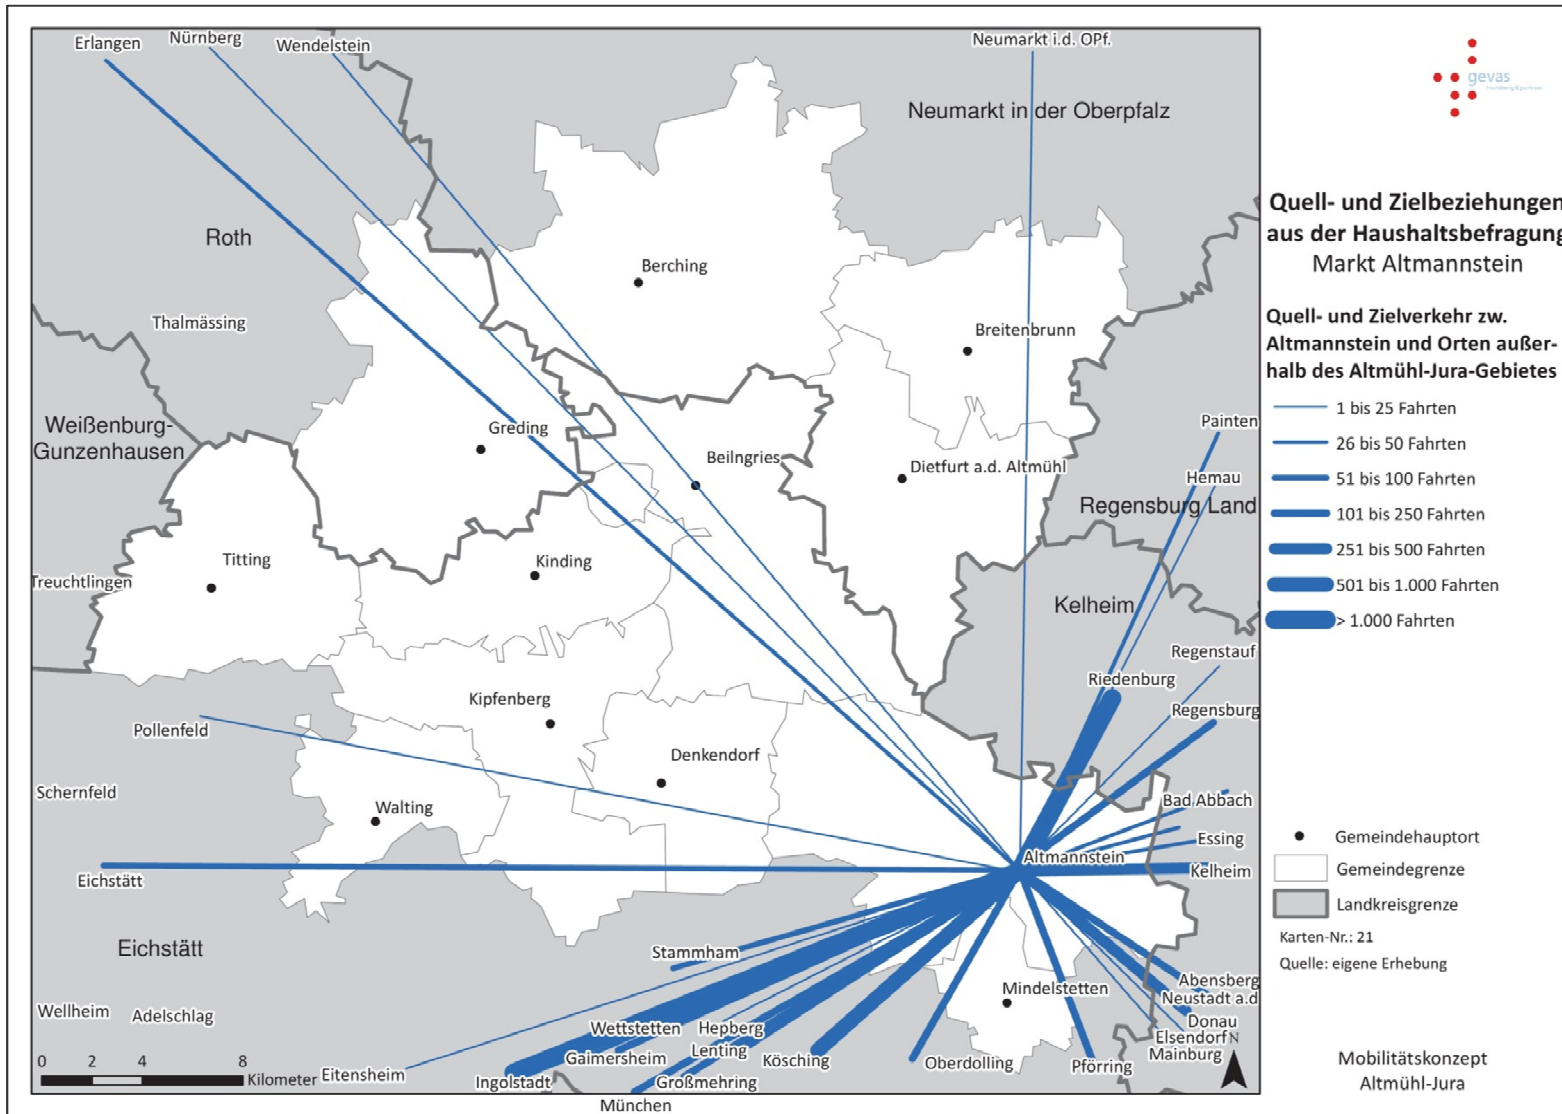 Erlangen
Nürnberg
Wendelstein
Neumarkt i.d. OPf.
Neumarkt in der Oberpfalz
Roth
Berching
Thalmässing
Breitenbrunn
Weißenburg-
Gunzenhausen
Greding
Beilngries
Dietfurt a.d. Altmühl
Painten
Hemau
Regensburg Land
Titting
Kinding
Treuchtlingen
Kelheim
Regenstauf
Riedenburg
Kipfenberg
Regensburg
Pollenfeld
Denkendorf
Schernfeld
Walting
Bad Abbach
Essing
Altmannstein
Kelheim
Eichstätt
Eichstätt
Stammham
Abensberg
Mindelstetten
Neustadt a.d.
Donau
Wellheim
Adelschlag
Wettstetten
Hepberg
Elsendorf
Gaimersheim
Lenting
Kösching
Oberdolling
Pförring
Mainburg
N
0 2 4 8
Kilometer
Eitensheim
Ingolstadt
Großmehring
München
gevas
Quell- und Zielbeziehungen
aus der Haushaltsbefragung
Markt Altmannstein
Quell- und Zielverkehr zw.
Altmannstein und Orten außer-
halb des Altmühl-Jura-Gebietes
1 bis 25 Fahrten
26 bis 50 Fahrten
51 bis 100 Fahrten
101 bis 250 Fahrten
251 bis 500 Fahrten
501 bis 1.000 Fahrten
> 1.000 Fahrten
Gemeindehauptort
Gemeindegrenze
Landkreisgrenze
Karten-Nr.: 21
Quelle: eigene Erhebung
Mobilitätskonzept
Altmühl-Jura